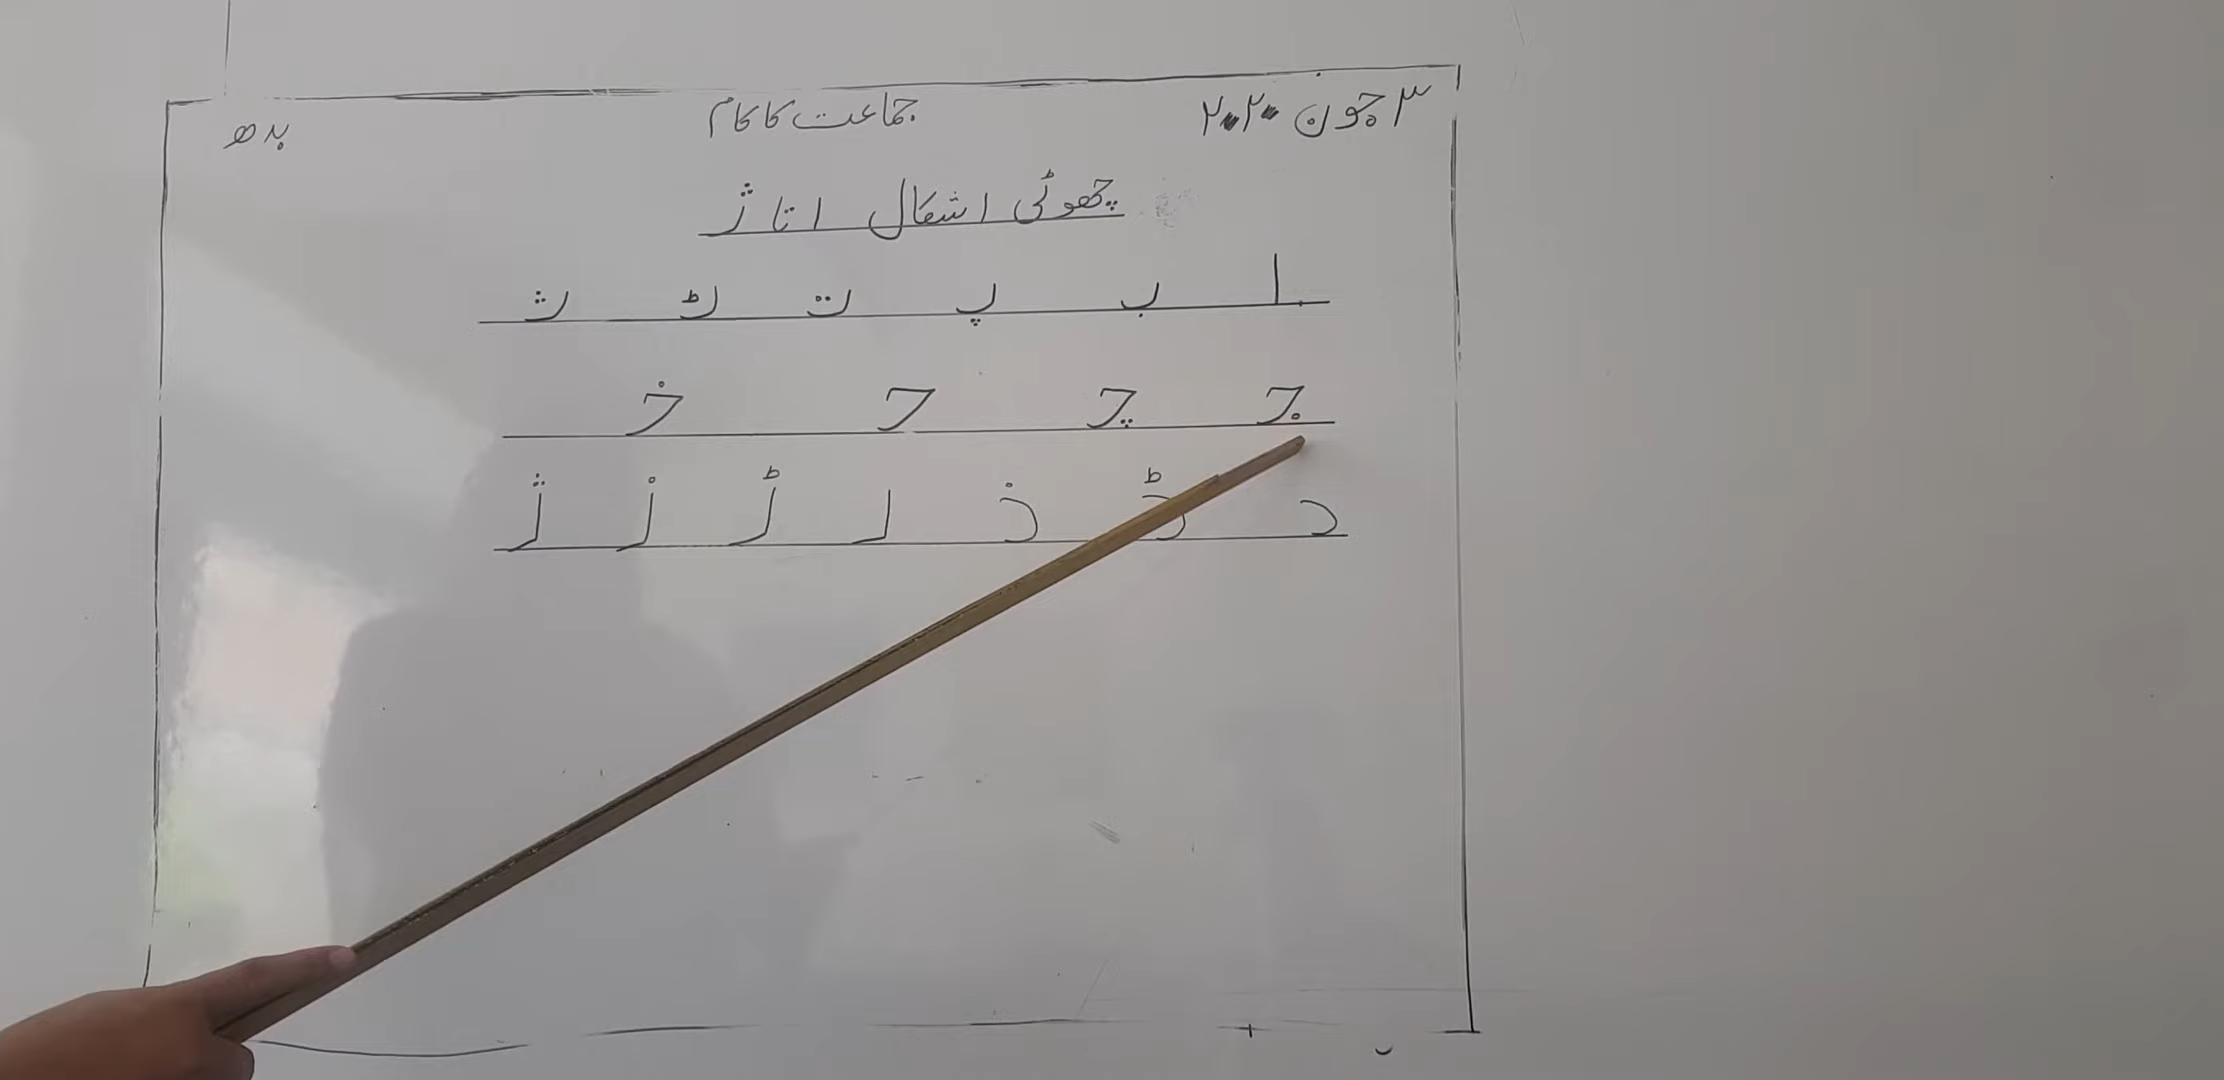 ۳ جون ۲۰۲۰ جماعت کا کام بدھ
چھوٹی اشکال ا تا ژ
ا ب پ ت ٹ ث
ج چ ح خ
د ڈ ذ ر ڑ ز ژ